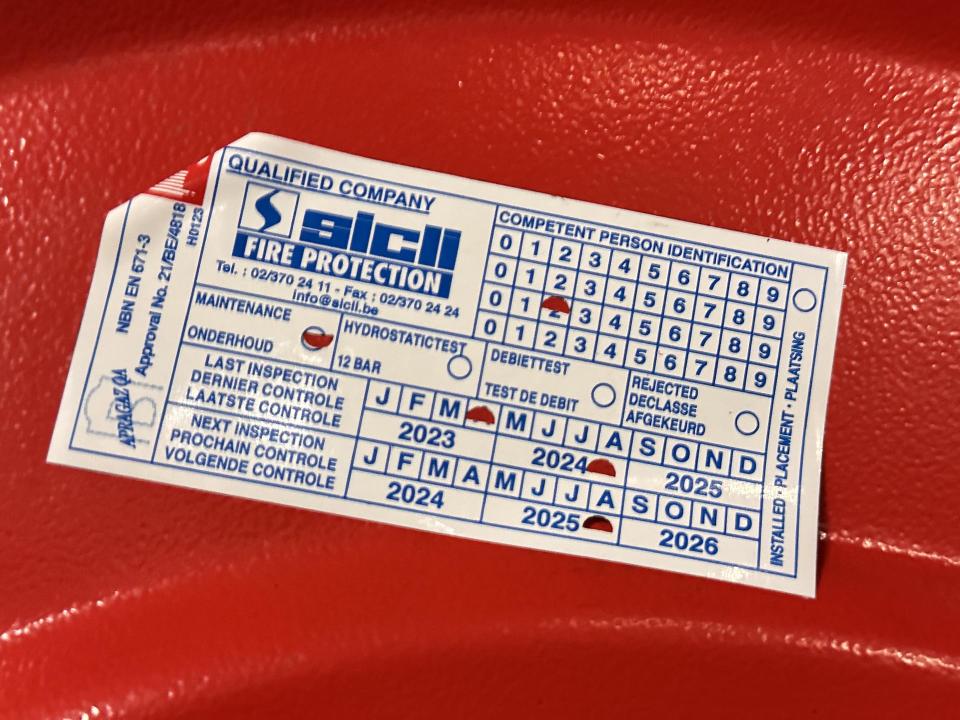 QUALIFIED COMPANY
sicli
FIRE PROTECTION
Tel. : 02/370 24 11 - Fax : 02/370 24 24
info@sicli.be
COMPETENT PERSON IDENTIFICATION
0 1 2 3 4 5 6 7 8 9
0 1 2 3 4 5 6 7 8 9
0 1 3 4 5 6 7 8 9
0 1 2 3 4 5 6 7 8 9
MAINTENANCE
ONDERHOUD
HYDROSTATICTEST
12 BAR
DEBIETTEST
TEST DE DEBIT
REJECTED
DECLASSE
AFGEKEURD
LAST INSPECTION
DERNIER CONTROLE
LAATSTE CONTROLE
J F M M J J A S O N D
2023 2024 2025
NEXT INSPECTION
PROCHAIN CONTROLE
VOLGENDE CONTROLE
J F M A M J J A S O N D
2024 2025 2026
NBN EN 671-3
Approval No. 21/BE/481B
H0123